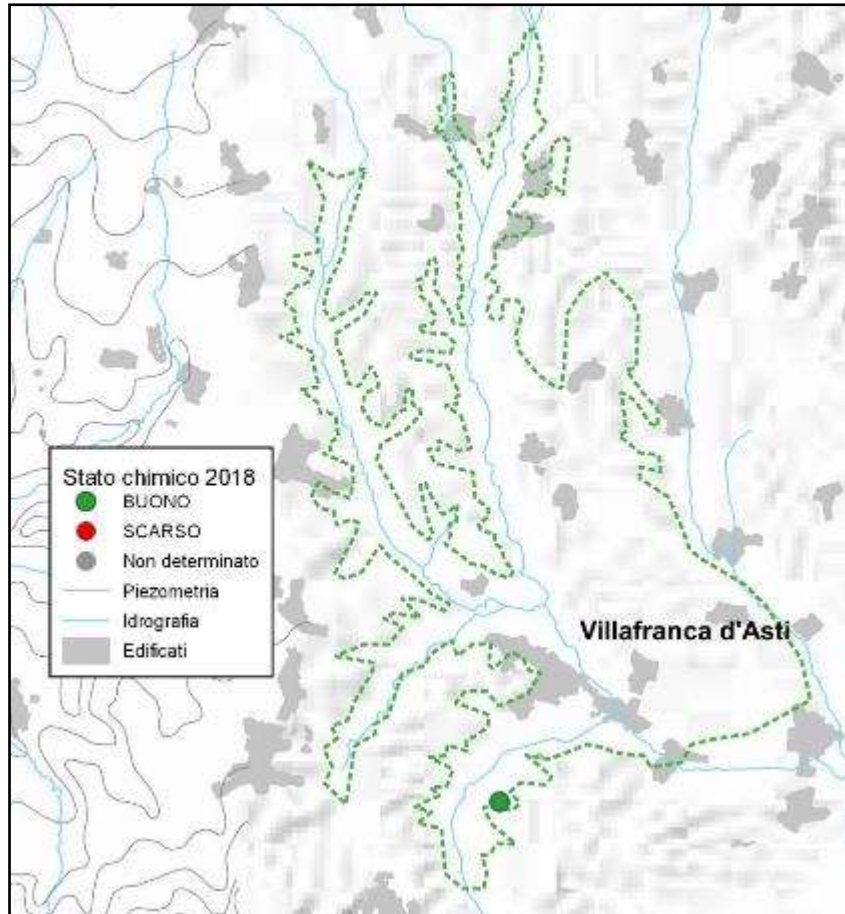 Stato chimico 2018
BUONO
SCARSO
Non determinato
Piezometria
Idrografia
Edificati
Villafranca d'Asti